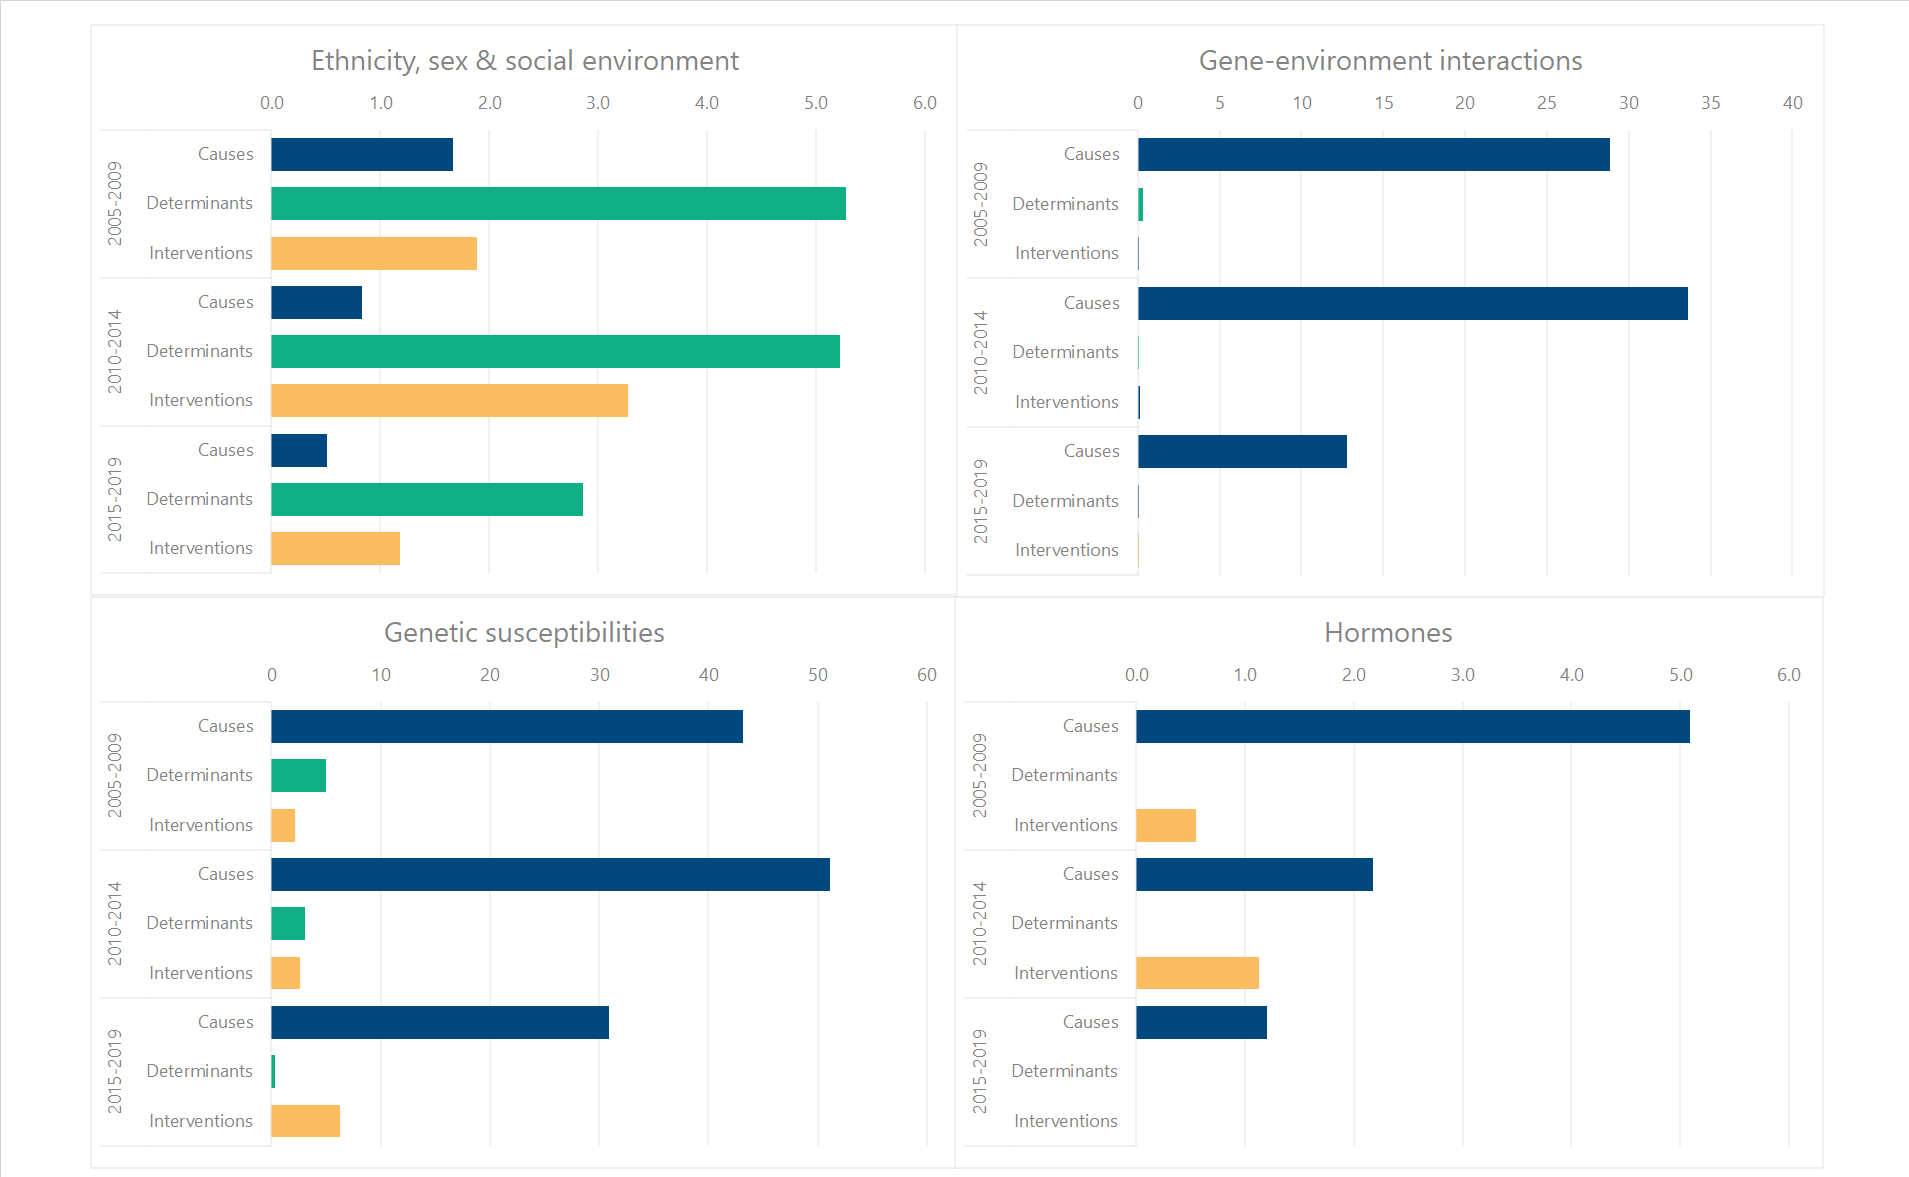 Ethnicity, sex & social environment
0.0 1.0 2.0 3.0 4.0 5.0 6.0
2005-2009
Causes
Determinants
Interventions
2010-2014
Causes
Determinants
Interventions
2015-2019
Causes
Determinants
Interventions
Gene-environment interactions
0 5 10 15 20 25 30 35 40
2005-2009
Causes
Determinants
Interventions
2010-2014
Causes
Determinants
Interventions
2015-2019
Causes
Determinants
Interventions
Genetic susceptibilities
0 10 20 30 40 50 60
2005-2009
Causes
Determinants
Interventions
2010-2014
Causes
Determinants
Interventions
2015-2019
Causes
Determinants
Interventions
Hormones
0.0 1.0 2.0 3.0 4.0 5.0 6.0
2005-2009
Causes
Determinants
Interventions
2010-2014
Causes
Determinants
Interventions
2015-2019
Causes
Determinants
Interventions